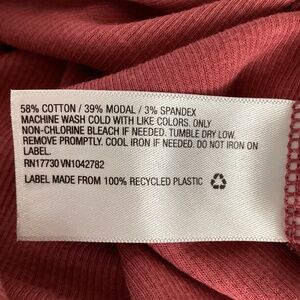 58% COTTON / 39% MODAL / 3% SPANDEX
MACHINE WASH COLD WITH LIKE COLORS. ONLY
NON-CHLORINE BLEACH IF NEEDED. TUMBLE DRY LOW.
REMOVE PROMPTLY. COOL IRON IF NEEDED. DO NOT IRON ON
LABEL.
RN17730 VN1042782
LABEL MADE FROM 100% RECYCLED PLASTIC